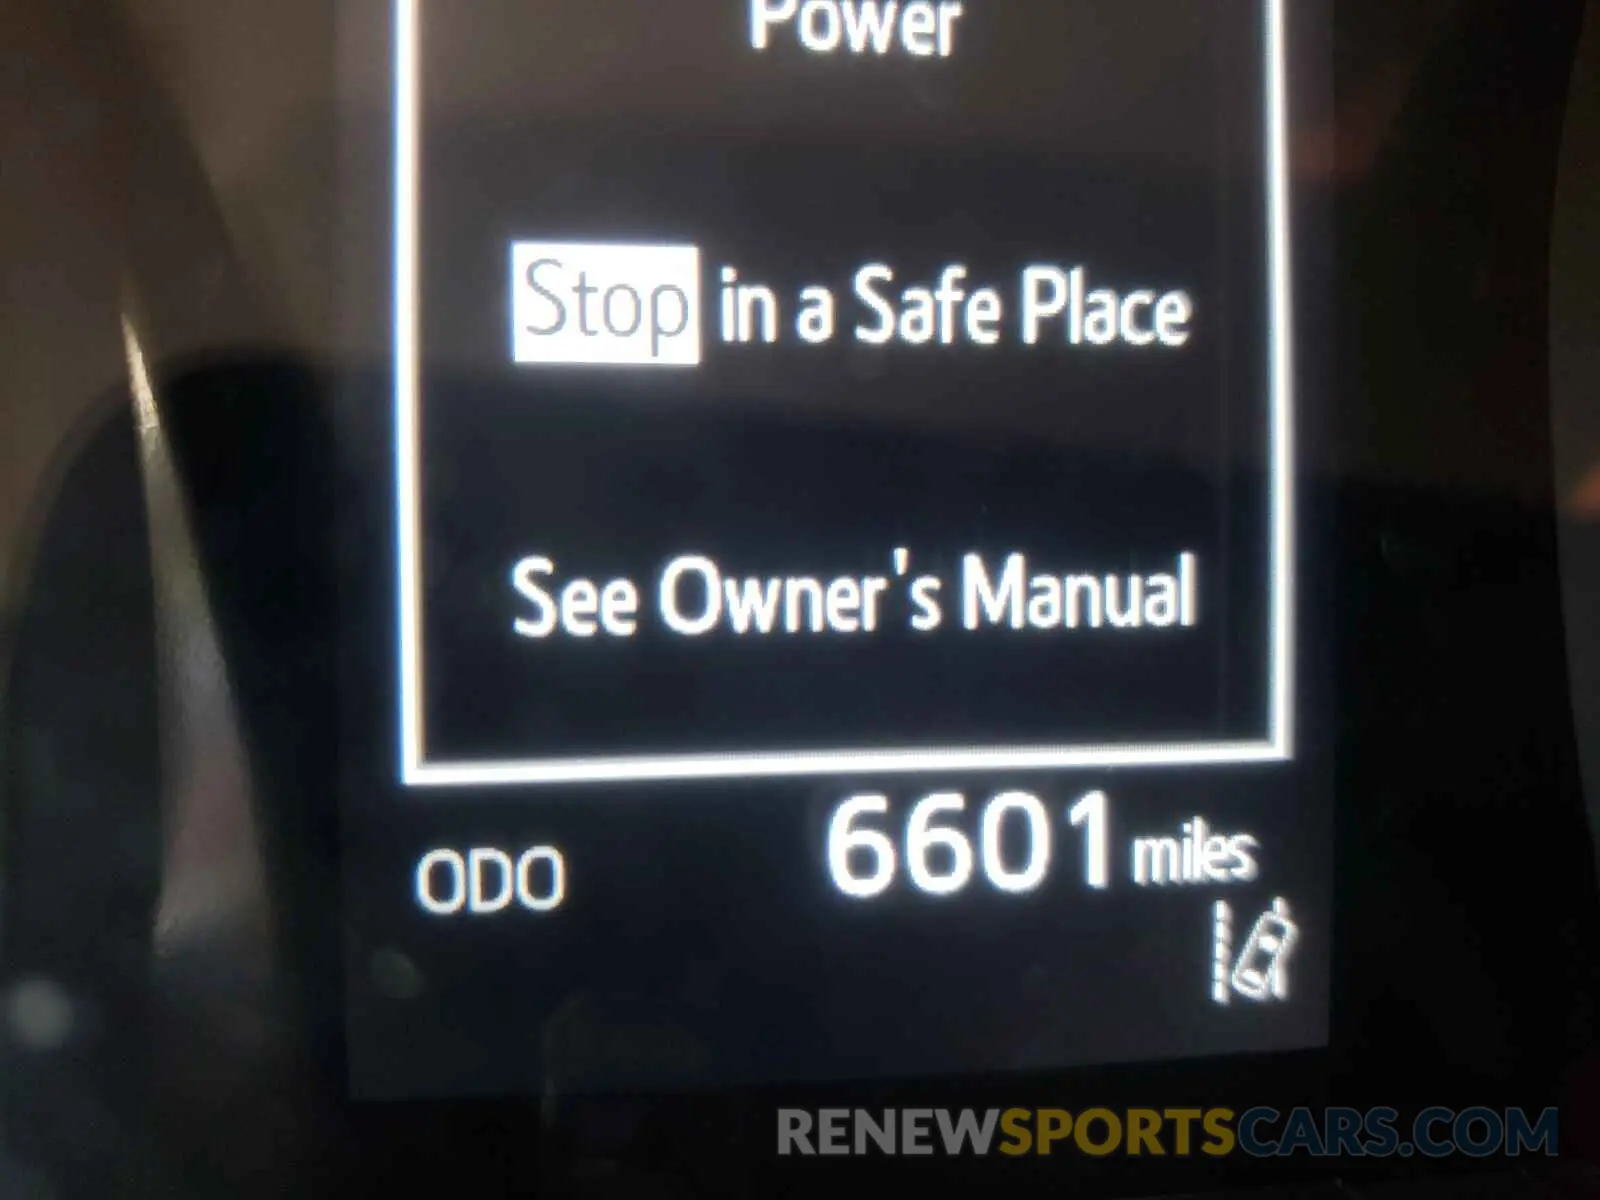 Power
Stop in a Safe Place
See Owner's Manual
ODO 6601 miles
RENEWSPORTSCARS.COM